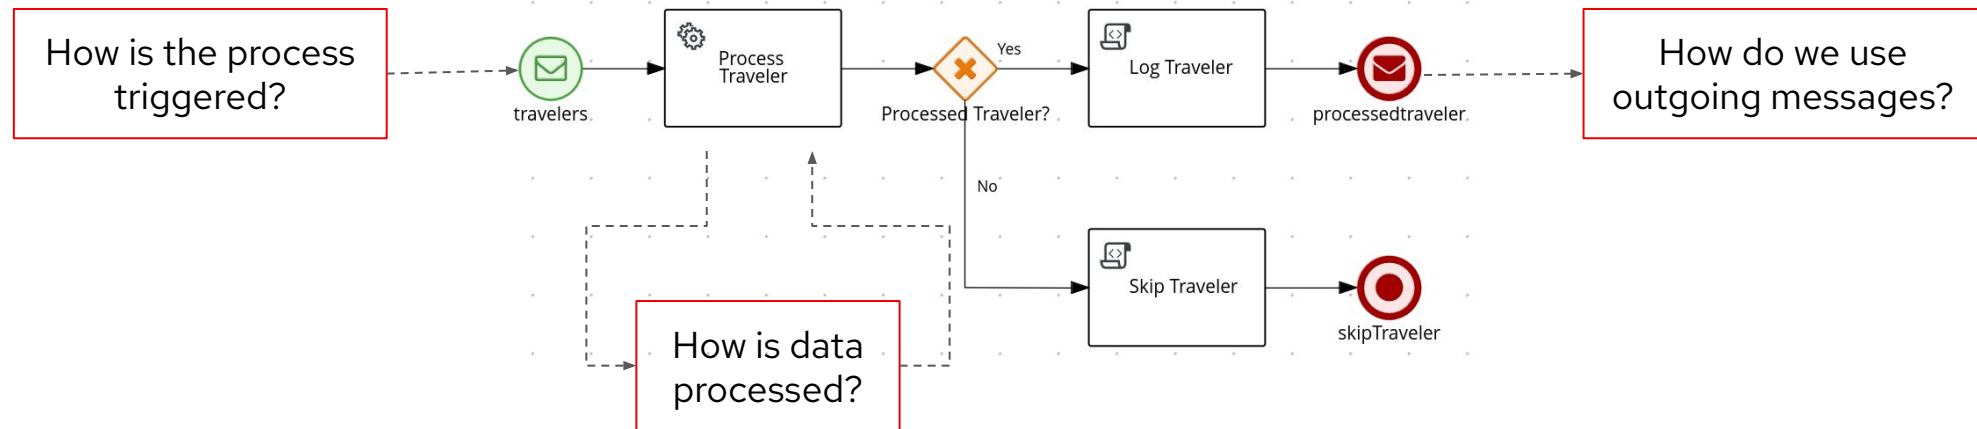 How is the process
triggered?
travelers
Process
Traveler
Processed Traveler?
Yes
No
Log Traveler
processedtraveler
How do we use
outgoing messages?
Skip Traveler
skipTraveler
How is data
processed?